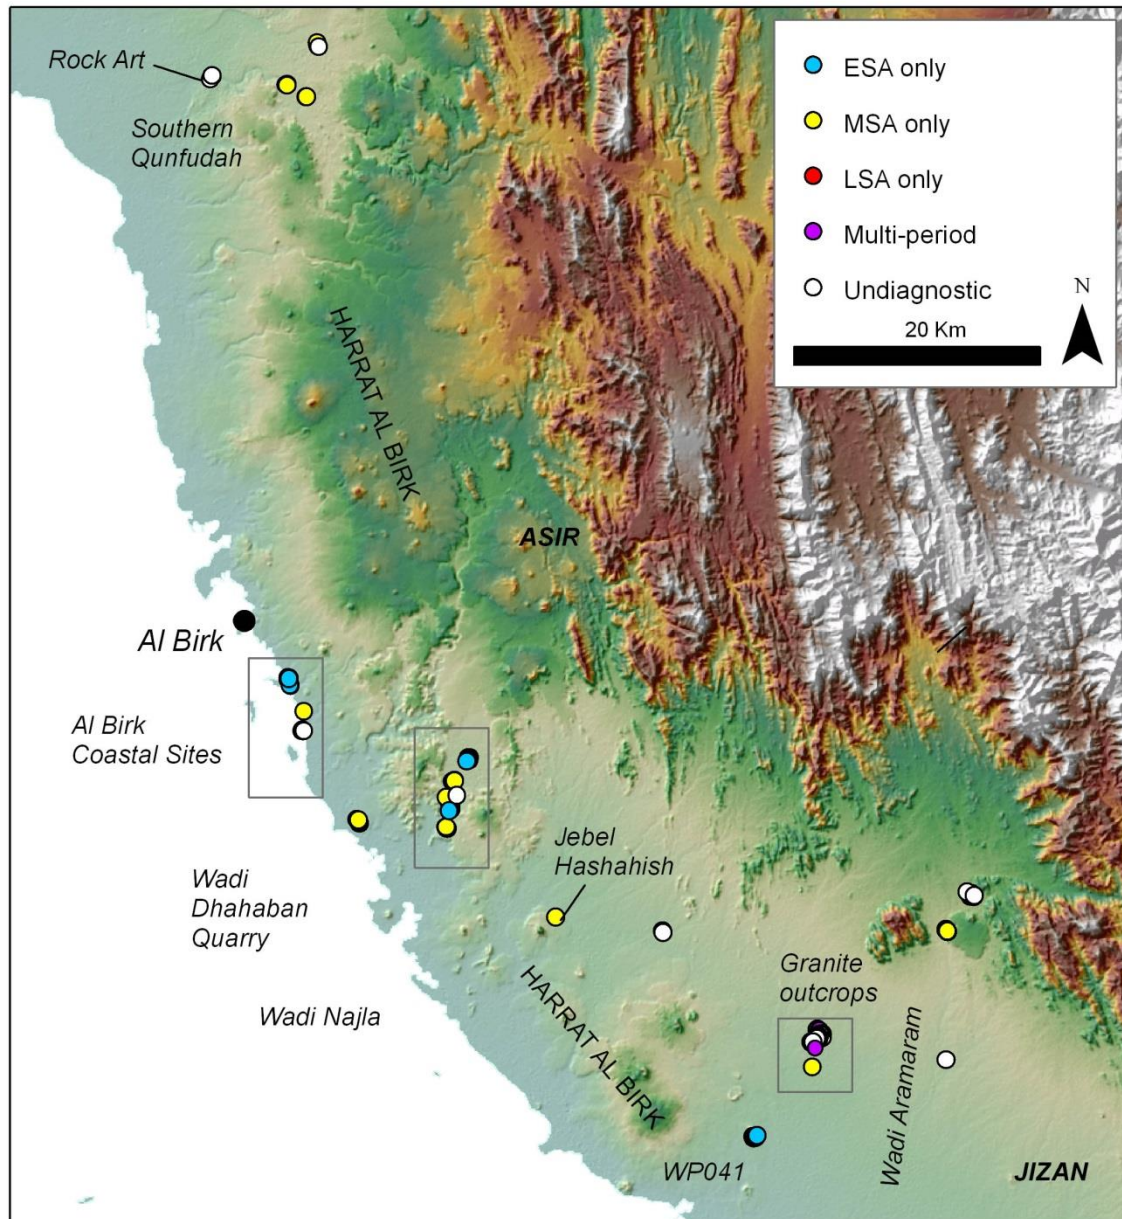 Rock Art
Southern
Qunfudah
ESA only
MSA only
LSA only
Multi-period
Undiagnostic
N
20 Km
HARRAT AL BIRK
ASIR
Al Birk
Al Birk
Coastal Sites
Jebel
Hashahish
Wadi
Dhahaban
Quarry
Granite
outcrops
Wadi Najla
HARRAT AL BIRK
Wadi Aramaram
WP041
JIZAN